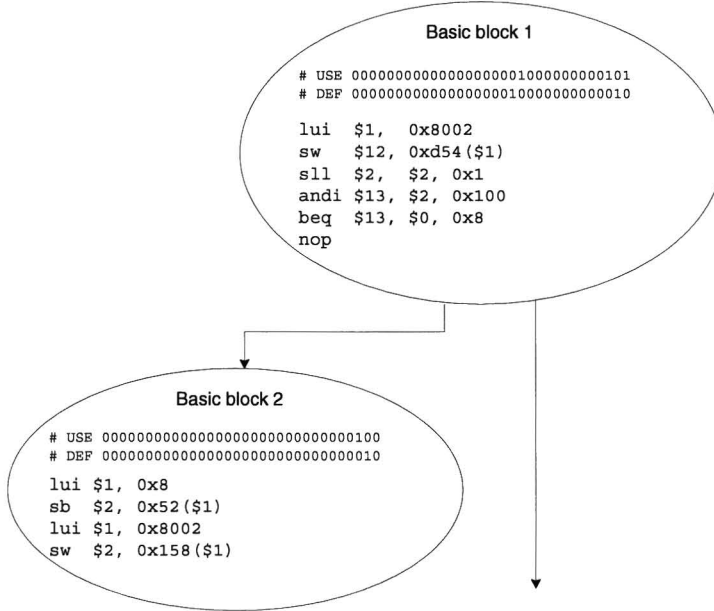 Basic block 1
# USE 00000000000000000001000000000101
# DEF 00000000000000000010000000000010
lui $1, 0x8002
sw $12, 0xd54($1)
sll $2, $2, 0x1
andi $13, $2, 0x100
beq $13, $0, 0x8
nop
Basic block 2
# USE 00000000000000000000000000000100
# DEF 00000000000000000000000000000010
lui $1, 0x8
sb $2, 0x52($1)
lui $1, 0x8002
sw $2, 0x158($1)